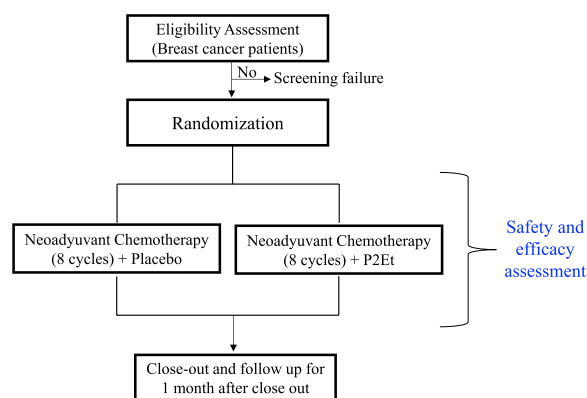 Eligibility Assessment
(Breast cancer patients)
No
Screening failure
Randomization
Neoadyuvant Chemotherapy
(8 cycles) + Placebo
Neoadyuvant Chemotherapy
(8 cycles) + P2Et
Safety and
efficacy
assessment
Close-out and follow up for
1 month after close out